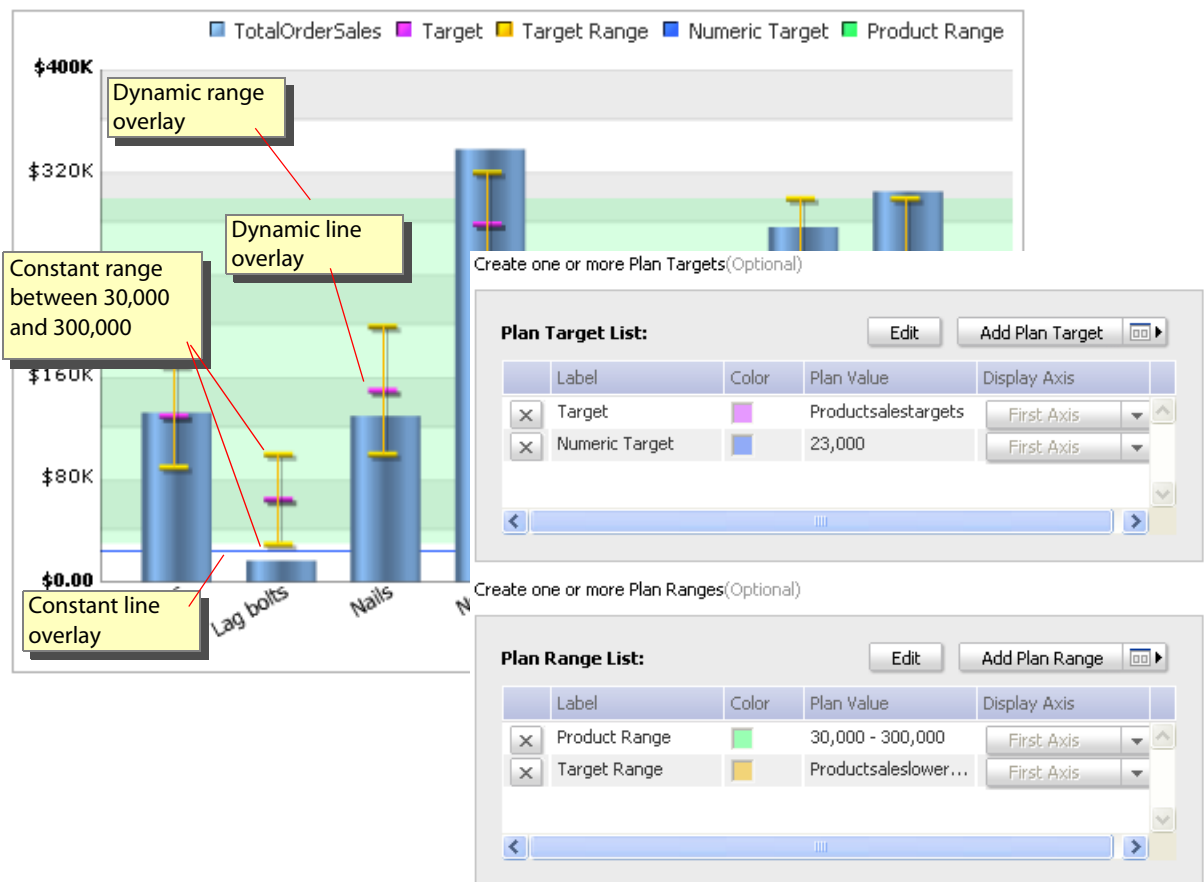 TotalOrderSales Target Target Range Numeric Target Product Range
$400K
Dynamic range
overlay
$320K
Dynamic line
overlay
Constant range
between 30,000
and 300,000
$160K
$80K
$0.00
Constant line
overlay
Lag bolts
Nails
N
Create one or more Plan Targets(Optional)
Plan Target List:
Edit
Add Plan Target
Label Color Plan Value Display Axis
Target Productsalestargets First Axis
Numeric Target 23,000 First Axis
Create one or more Plan Ranges(Optional)
Plan Range List:
Edit
Add Plan Range
Label Color Plan Value Display Axis
Product Range 30,000 - 300,000 First Axis
Target Range Productsaleslower... First Axis